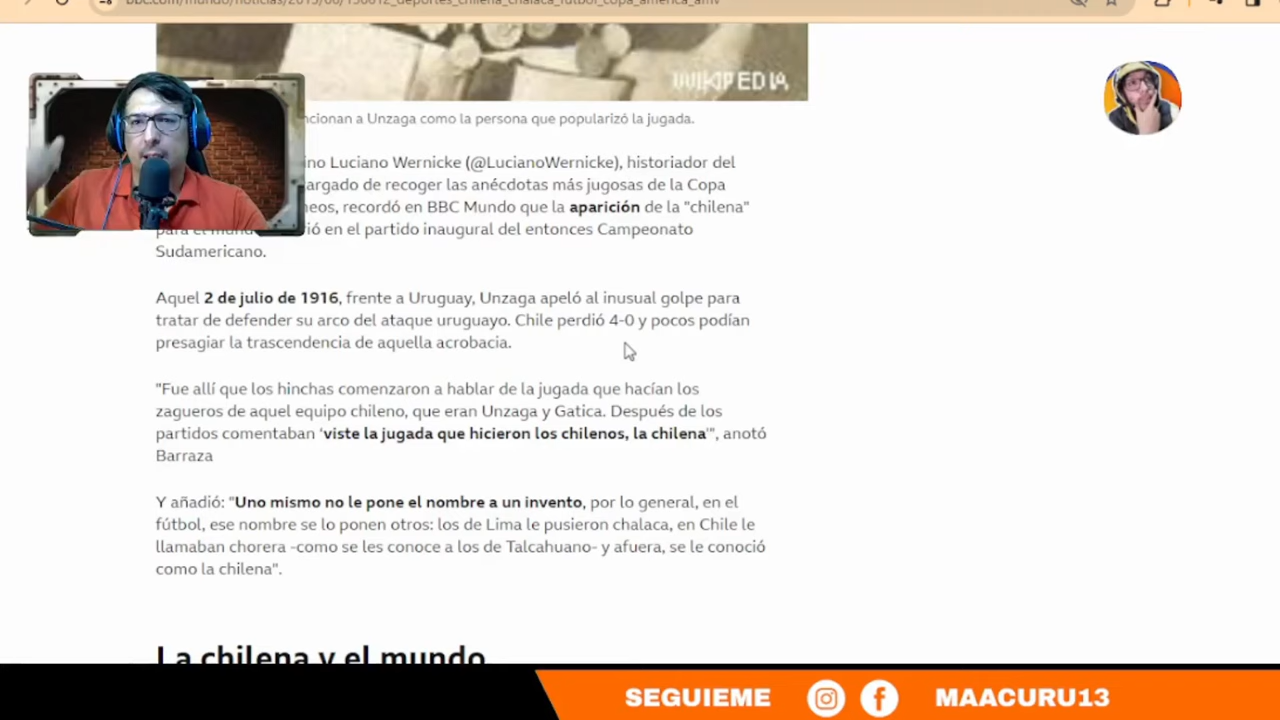 bbc.com/mundo/noticias/2015/06/150612_deportes_chilena_chalaca_futbol_copa_america_amv
WIKIPEDIA
a Unzaga como la persona que popularizó la jugada.
Luciano Wernicke (@LucianoWernicke), historiador del
de recoger las anécdotas más jugosas de la Copa
recordó en BBC Mundo que la aparición de la "chilena"
para el en el partido inaugural del entonces Campeonato
Sudamericano.
Aquel 2 de julio de 1916, frente a Uruguay, Unzaga apeló al inusual golpe para
tratar de defender su arco del ataque uruguayo. Chile perdió 4-0 y pocos podían
presagiar la trascendencia de aquella acrobacia.
"Fue allí que los hinchas comenzaron a hablar de la jugada que hacían los
zagueros de aquel equipo chileno, que eran Unzaga y Gatica. Después de los
partidos comentaban 'viste la jugada que hicieron los chilenos, la chilena'", anotó
Barraza
Y añadió: "Uno mismo no le pone el nombre a un invento, por lo general, en el
fútbol, ese nombre se lo ponen otros: los de Lima le pusieron chalaca, en Chile le
llamaban chorera -como se les conoce a los de Talcahuano- y afuera, se le conoció
como la chilena".
La chilena y el mundo
SEGUIEME MAACURU13